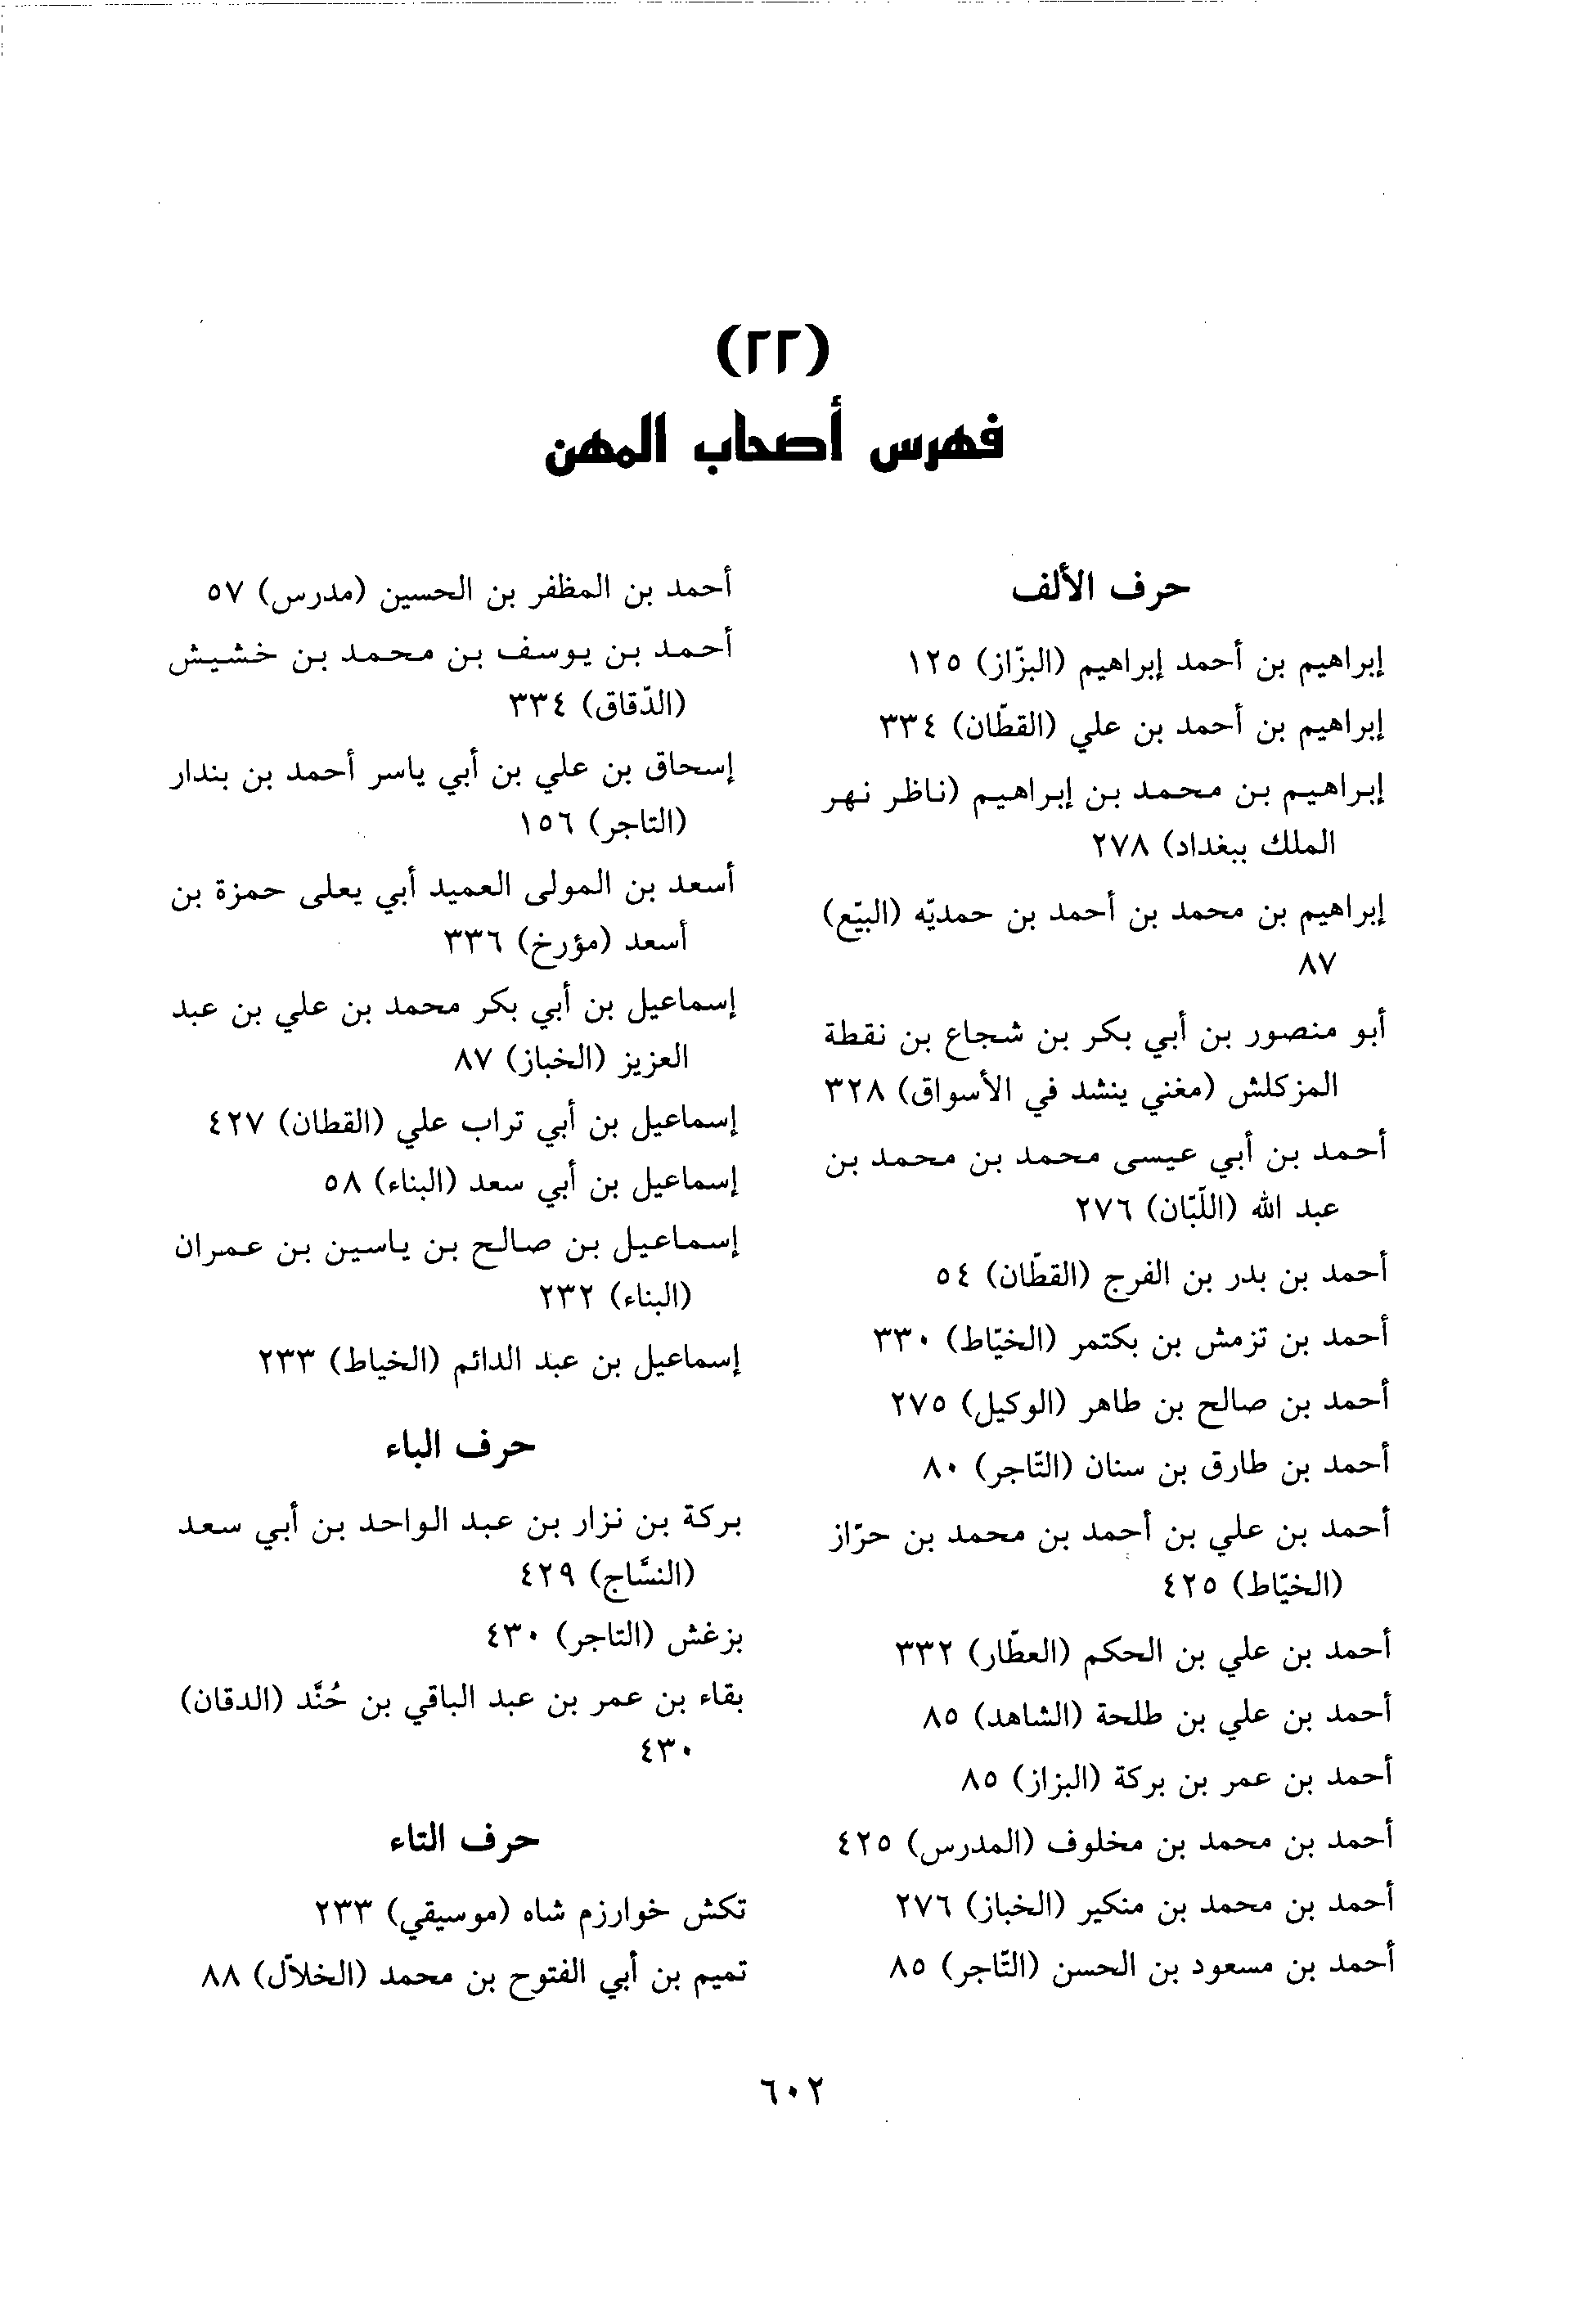 (٢٢)
فهرس أصحاب المهن
حرف الألف
إبراهيم بن أحمد إبراهيم (البزّاز) ١٢٥
إبراهيم بن أحمد بن علي (القطّان) ٣٣٤
إبراهيم بن محمد بن إبراهيم (ناظر نهر
الملك ببغداد) ٢٧٨
إبراهيم بن محمد بن أحمد بن حمديّه (البيّع)
٨٧
أبو منصور بن أبي بكر بن شجاع بن نقطة
المزكلش (مغني ينشد في الأسواق) ٣٢٨
أحمد بن أبي عيسى محمد بن محمد بن
عبد الله (اللّبّان) ٢٧٦
أحمد بن بدر بن الفرج (القطّان) ٥٤
أحمد بن تزمش بن بكتمر (الخيّاط) ٣٣٠
أحمد بن صالح بن طاهر (الوكيل) ٢٧٥
أحمد بن طارق بن سنان (التّاجر) ٨٠
أحمد بن علي بن أحمد بن محمد بن حرّاز
(الخيّاط) ٤٢٥
أحمد بن علي بن الحكم (العطّار) ٣٣٢
أحمد بن علي بن طلحة (الشاهد) ٨٥
أحمد بن عمر بن بركة (البزاز) ٨٥
أحمد بن محمد بن مخلوف (المدرس) ٤٢٥
أحمد بن محمد بن منكير (الخباز) ٢٧٦
أحمد بن مسعود بن الحسن (التّاجر) ٨٥
أحمد بن المظفر بن الحسين (مدرس) ٥٧
أحمد بن يوسف بن محمد بن خشيش
(الدّقاق) ٣٣٤
إسحاق بن علي بن أبي ياسر أحمد بن بندار
(التاجر) ١٥٦
أسعد بن المولى العميد أبي يعلى حمزة بن
أسعد (مؤرخ) ٣٣٦
إسماعيل بن أبي بكر محمد بن علي بن عبد
العزيز (الخباز) ٨٧
إسماعيل بن أبي تراب علي (القطان) ٤٢٧
إسماعيل بن أبي سعد (البناء) ٥٨
إسماعيل بن صالح بن ياسين بن عمران
(البناء) ٢٣٢
إسماعيل بن عبد الدائم (الخياط) ٢٣٣
حرف الباء
بركة بن نزار بن عبد الواحد بن أبي سعد
(النسَّاج) ٤٢٩
بزغش (التاجر) ٤٣٠
بقاء بن عمر بن عبد الباقي بن حُنَّد (الدقان)
٤٣٠
حرف التاء
تكش خوارزم شاه (موسيقي) ٢٣٣
تميم بن أبي الفتوح بن محمد (الخلاّل) ٨٨
٦٠٢